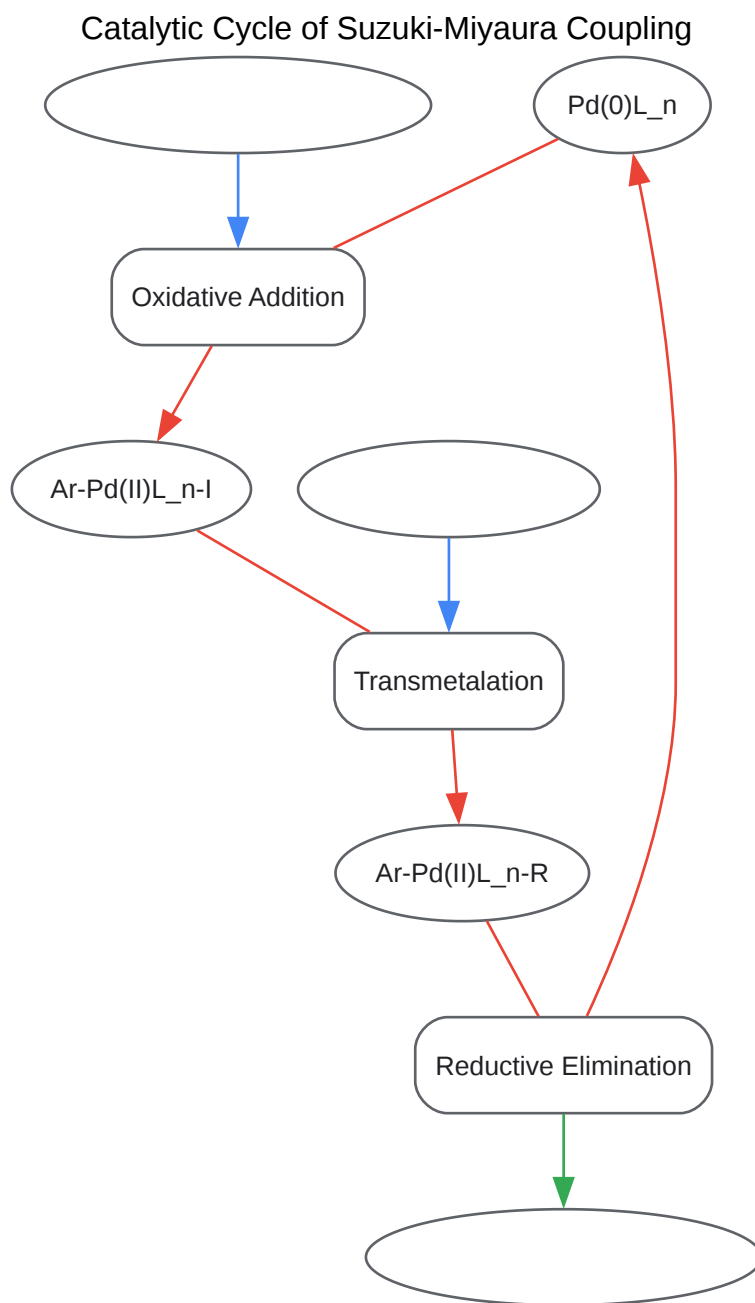 Catalytic Cycle of Suzuki-Miyaura Coupling
Pd(0)L_n
Oxidative Addition
Ar-Pd(II)L_n-I
Transmetalation
Ar-Pd(II)L_n-R
Reductive Elimination